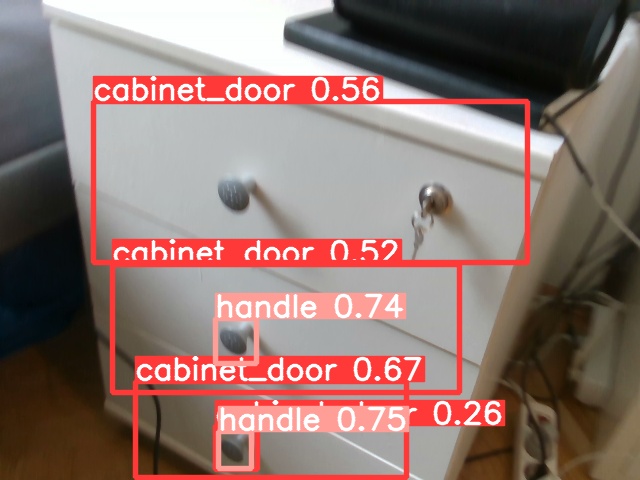 cabinet_door 0.56
cabinet_door 0.52
handle 0.74
cabinet_door 0.67
0.26
handle 0.75